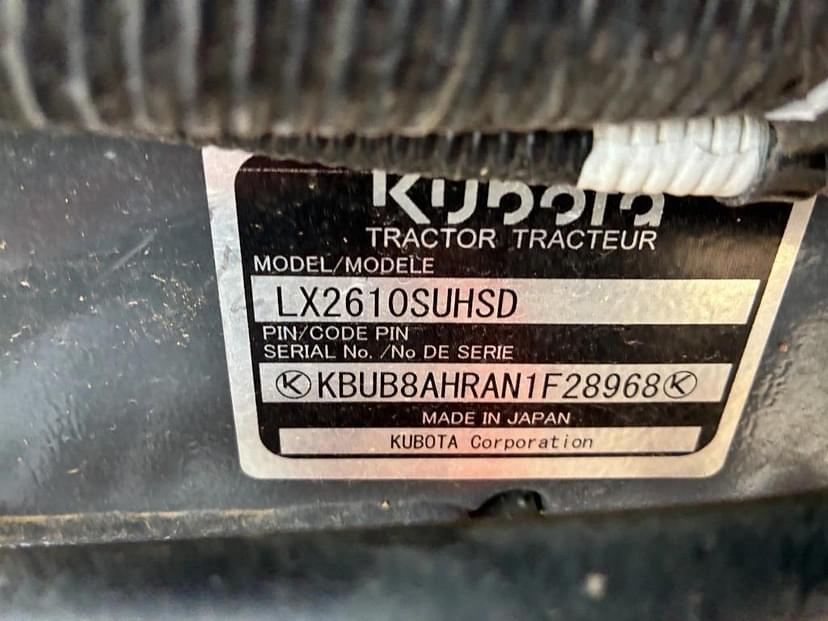 Kubota
TRACTOR TRACTEUR
MODEL/MODELE
LX2610SUHSD
PIN/CODE PIN
SERIAL No. /No DE SERIE
KBUB8AHRAN1F28968
MADE IN JAPAN
KUBOTA Corporation